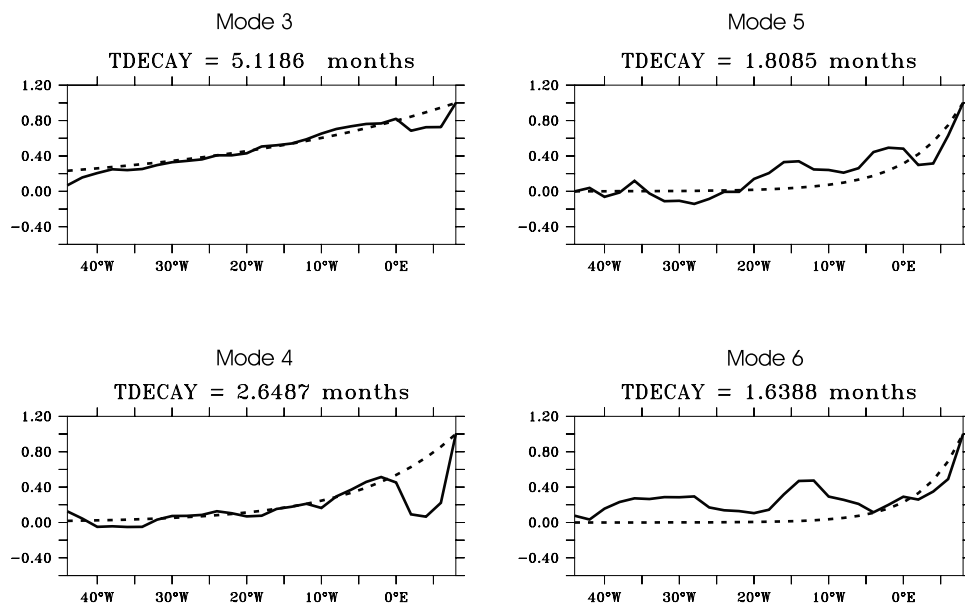 Mode 3
TDECAY = 5.1186 months
1.20
0.80
0.40
0.00
-0.40
40°W 30°W 20°W 10°W 0°E
Mode 5
TDECAY = 1.8085 months
1.20
0.80
0.40
0.00
-0.40
40°W 30°W 20°W 10°W 0°E
Mode 4
TDECAY = 2.6487 months
1.20
0.80
0.40
0.00
-0.40
40°W 30°W 20°W 10°W 0°E
Mode 6
TDECAY = 1.6388 months
1.20
0.80
0.40
0.00
-0.40
40°W 30°W 20°W 10°W 0°E